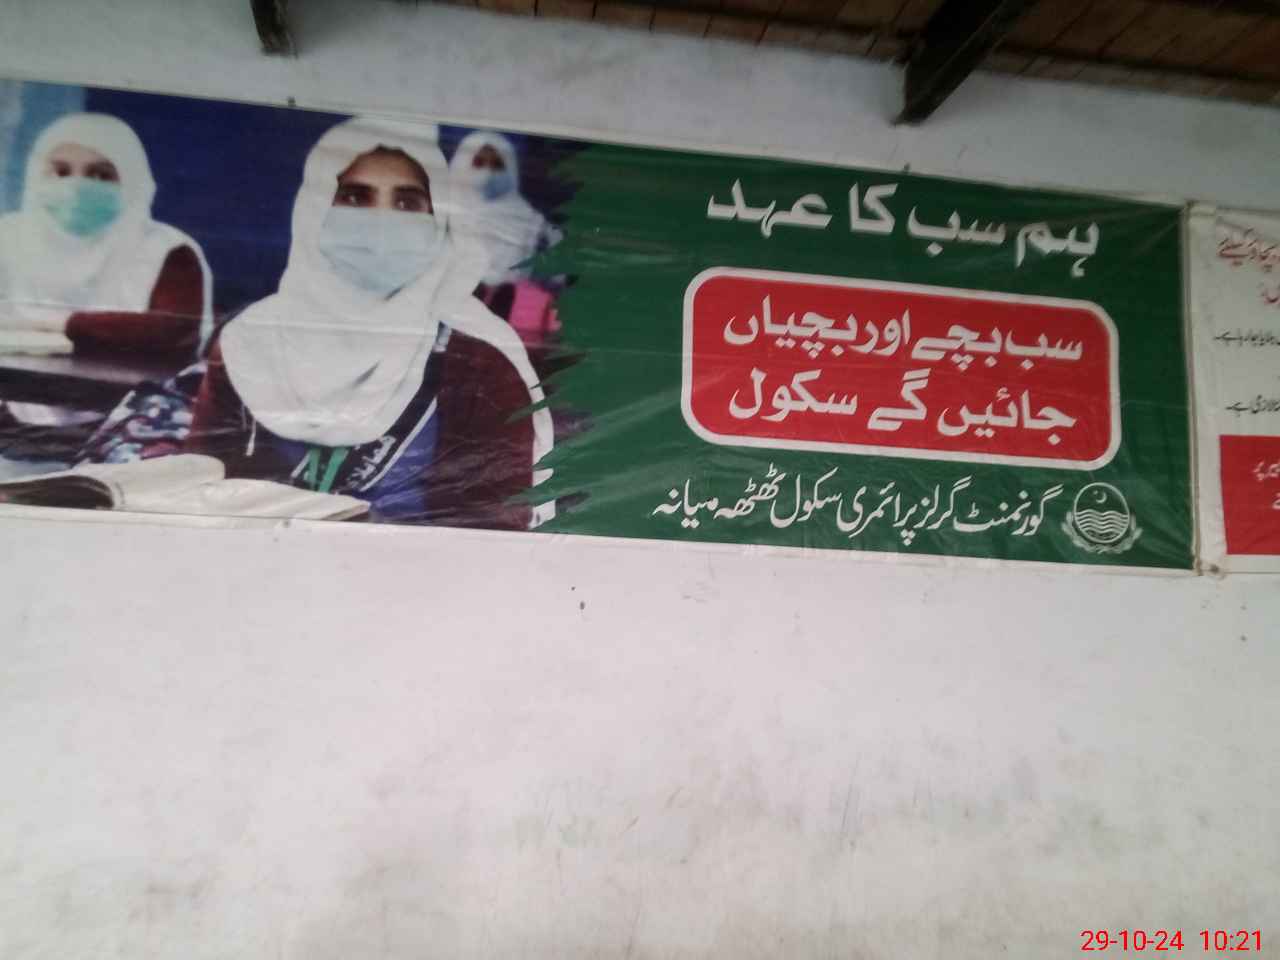 ہم سب کا عہد
سب بچے اور بچیاں
جائیں گے سکول
گورنمنٹ گرلز پرائمری سکول ٹھٹھہ میانہ
29-10-24 10:21